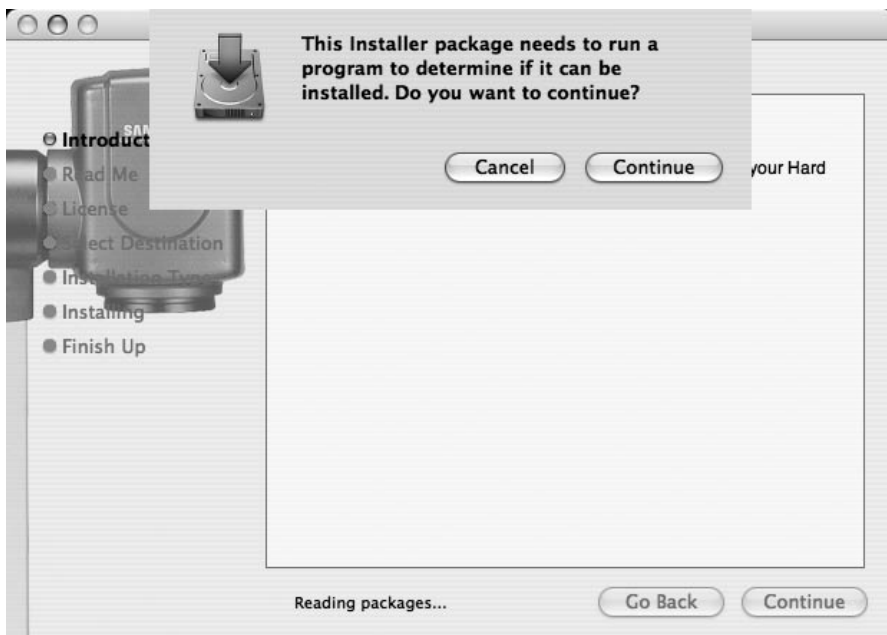 This Installer package needs to run a
program to determine if it can be
installed. Do you want to continue?
Cancel
Continue
your Hard
Introduct
Read Me
License
Select Destination
Installation Type
Installing
Finish Up
Reading packages...
Go Back
Continue